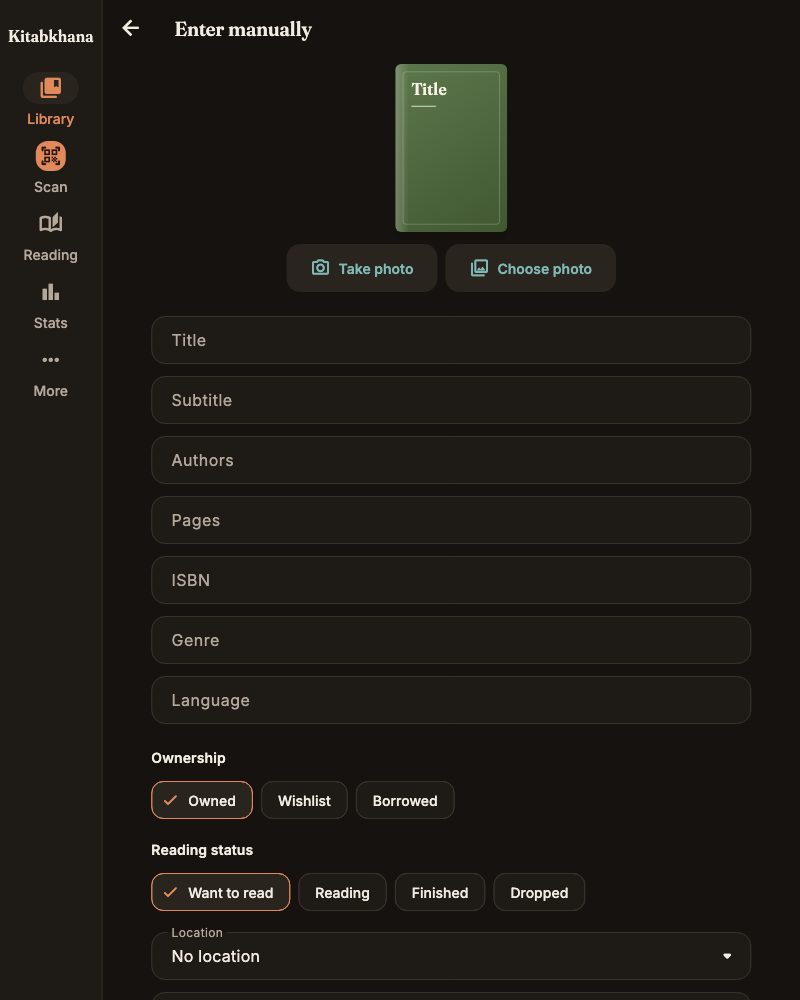 Kitabkhana
Library
Scan
Reading
Stats
More
Enter manually
Title
Take photo
Choose photo
Title
Subtitle
Authors
Pages
ISBN
Genre
Language
Ownership
Owned
Wishlist
Borrowed
Reading status
Want to read
Reading
Finished
Dropped
Location
No location